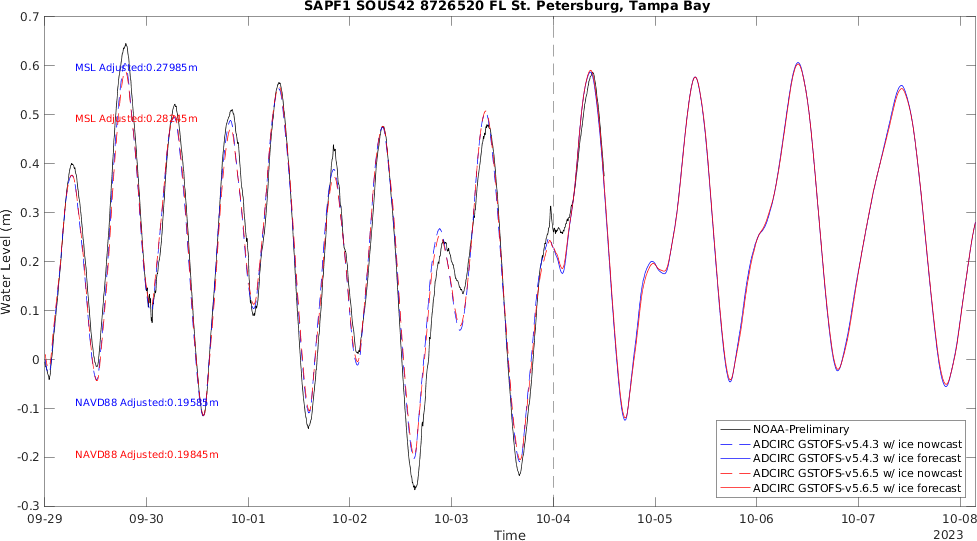 SAPF1 SOUS42 8726520 FL St. Petersburg, Tampa Bay
0.7
0.6
0.5
0.4
0.3
0.2
0.1
0
-0.1
-0.2
-0.3
Water Level (m)
MSL Adjusted:0.27985m
MSL Adjusted:0.28245m
NAVD88 Adjusted:0.19585m
NAVD88 Adjusted:0.19845m
NOAA-Preliminary
ADCIRC GSTOFS-v5.4.3 w/ ice nowcast
ADCIRC GSTOFS-v5.4.3 w/ ice forecast
ADCIRC GSTOFS-v5.6.5 w/ ice nowcast
ADCIRC GSTOFS-v5.6.5 w/ ice forecast
09-29 09-30 10-01 10-02 10-03 10-04 10-05 10-06 10-07 10-08
Time
2023